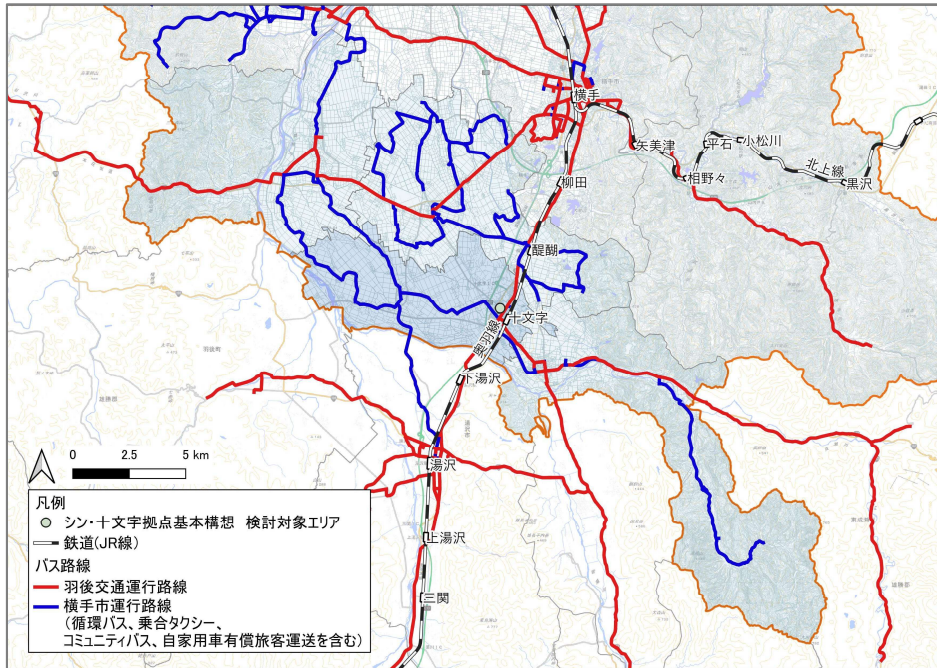 横手
矢美津
平石
小松川
北上線
黒沢
相野々
柳田
醍醐
十文字
奥羽線
羽後町
下湯沢
湯沢市
湯沢
上湯沢
三関
0 2.5 5 km
凡例
シン・十文字拠点基本構想 検討対象エリア
鉄道(JR線)
バス路線
羽後交通運行路線
横手市運行路線
(循環バス、乗合タクシー、
コミュニティバス、自家用車有償旅客運送を含む)